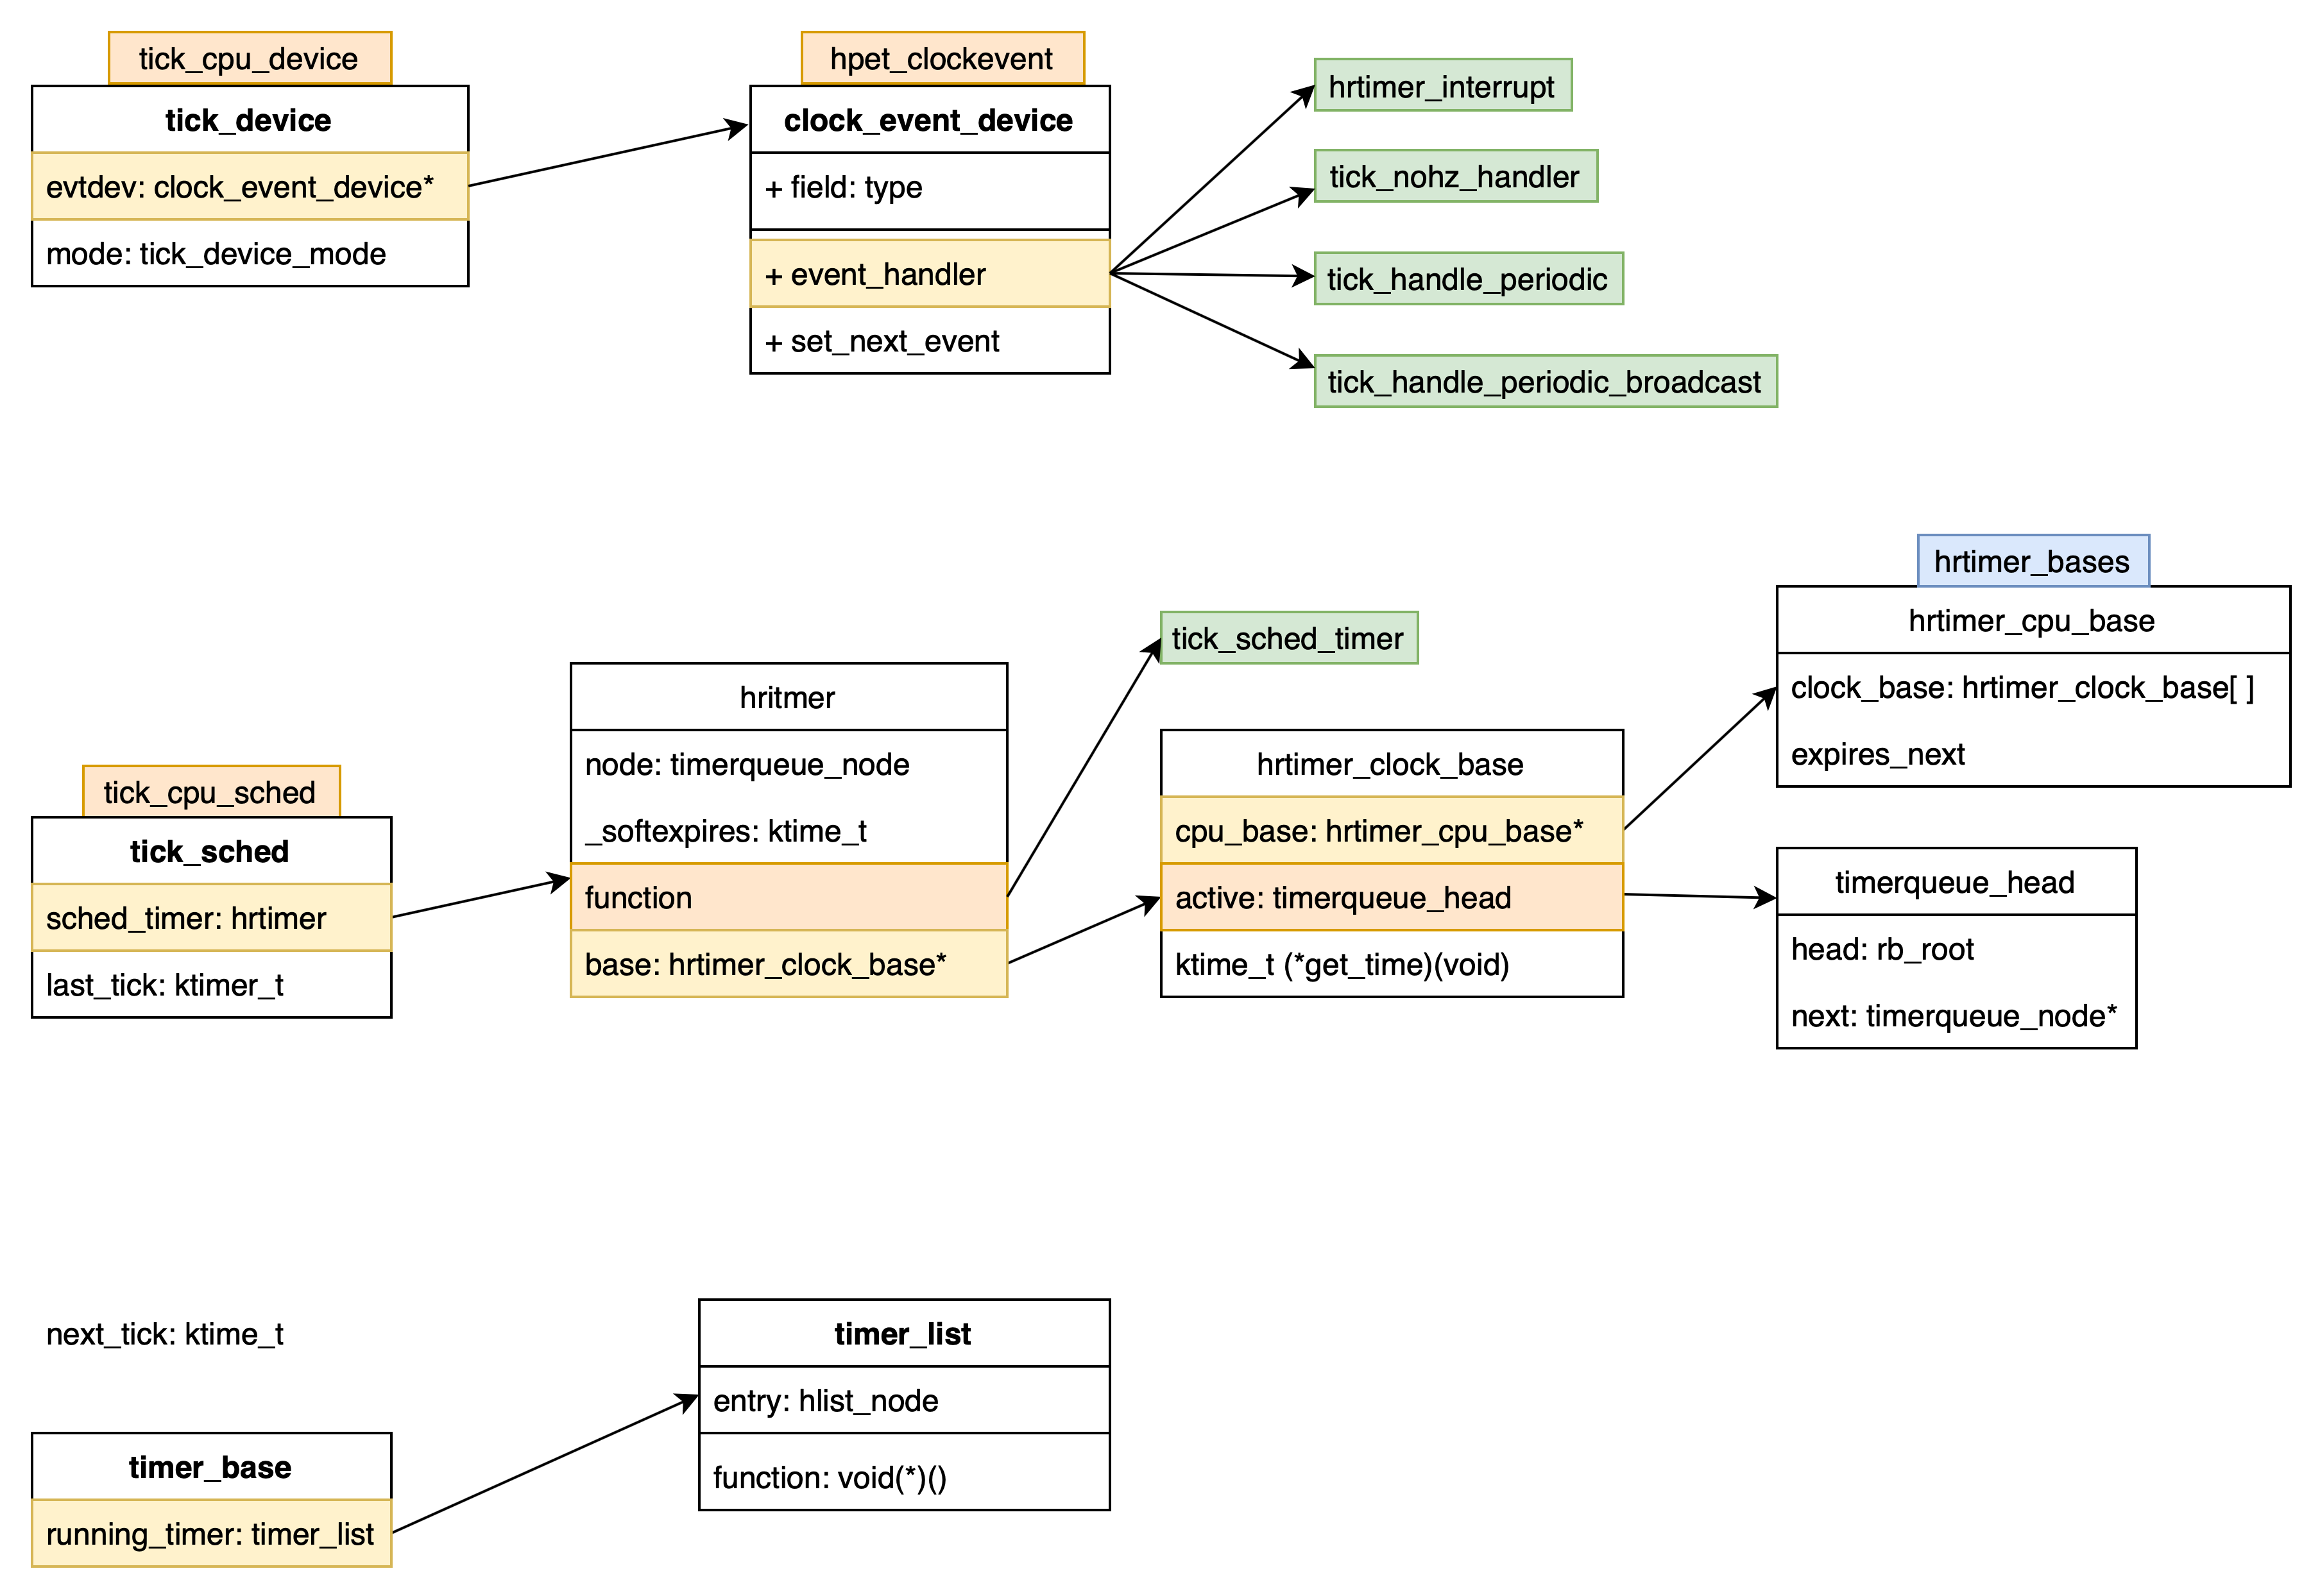 tick_cpu_device
tick_device
evtdev: clock_event_device*
mode: tick_device_mode
hpet_clockevent
clock_event_device
+ field: type
+ event_handler
+ set_next_event
hrtimer_interrupt
tick_nohz_handler
tick_handle_periodic
tick_handle_periodic_broadcast
tick_cpu_sched
tick_sched
sched_timer: hrtimer
last_tick: ktimer_t
hritmer
node: timerqueue_node
_softexpires: ktime_t
function
base: hrtimer_clock_base*
tick_sched_timer
hrtimer_clock_base
cpu_base: hrtimer_cpu_base*
active: timerqueue_head
ktime_t (*get_time)(void)
hrtimer_bases
hrtimer_cpu_base
clock_base: hrtimer_clock_base[ ]
expires_next
timerqueue_head
head: rb_root
next: timerqueue_node*
next_tick: ktime_t
timer_base
running_timer: timer_list
timer_list
entry: hlist_node
function: void(*)()